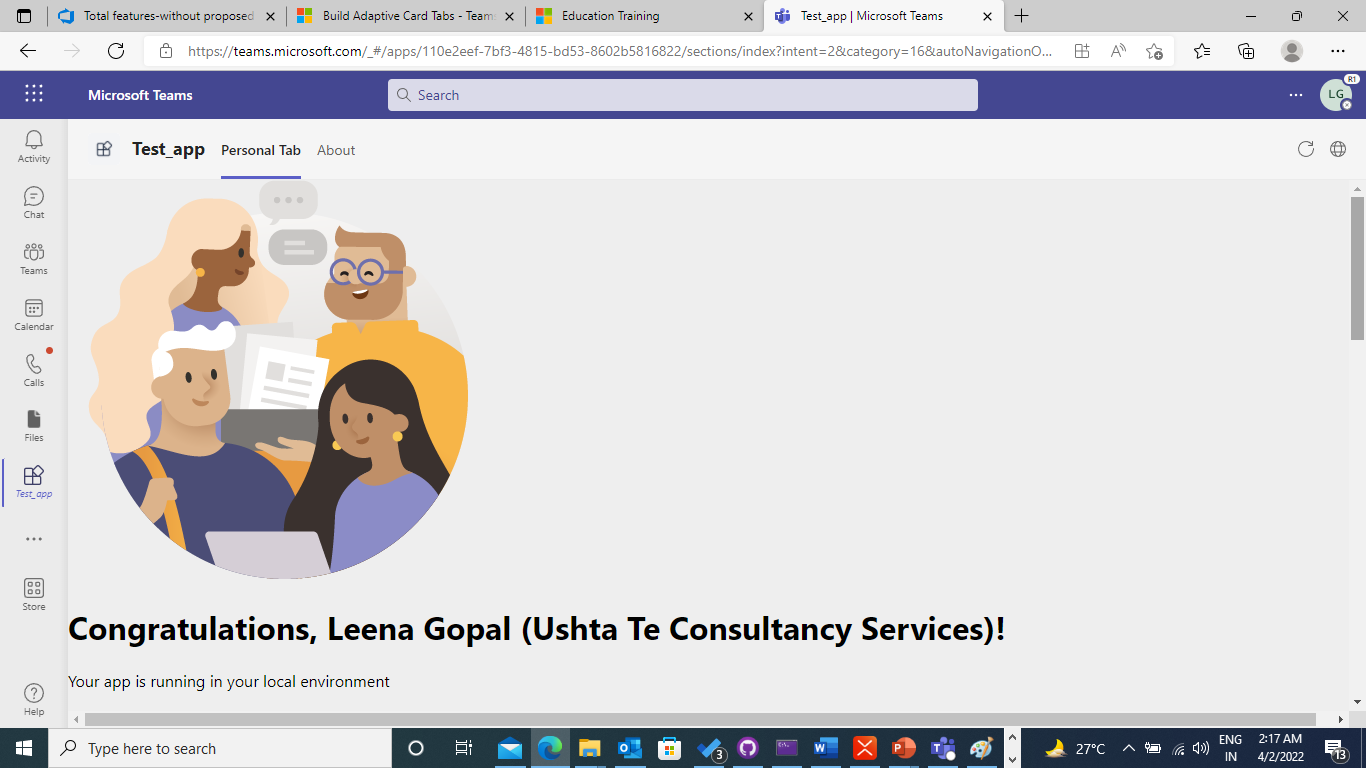 Total features-without proposed
Build Adaptive Card Tabs - Teams
Education Training
Test_app | Microsoft Teams
https://teams.microsoft.com/_#/apps/110e2eef-7bf3-4815-bd53-8602b5816822/sections/index?intent=2&category=16&autoNavigationO...
Microsoft Teams
Search
LG
R1
Activity
Chat
Teams
Calendar
Calls
Files
Test_app
Store
Help
Test_app
Personal Tab
About
Congratulations, Leena Gopal (Ushta Te Consultancy Services)!
Your app is running in your local environment
Type here to search
3
27°C
ENG
IN
2:17 AM
4/2/2022
13